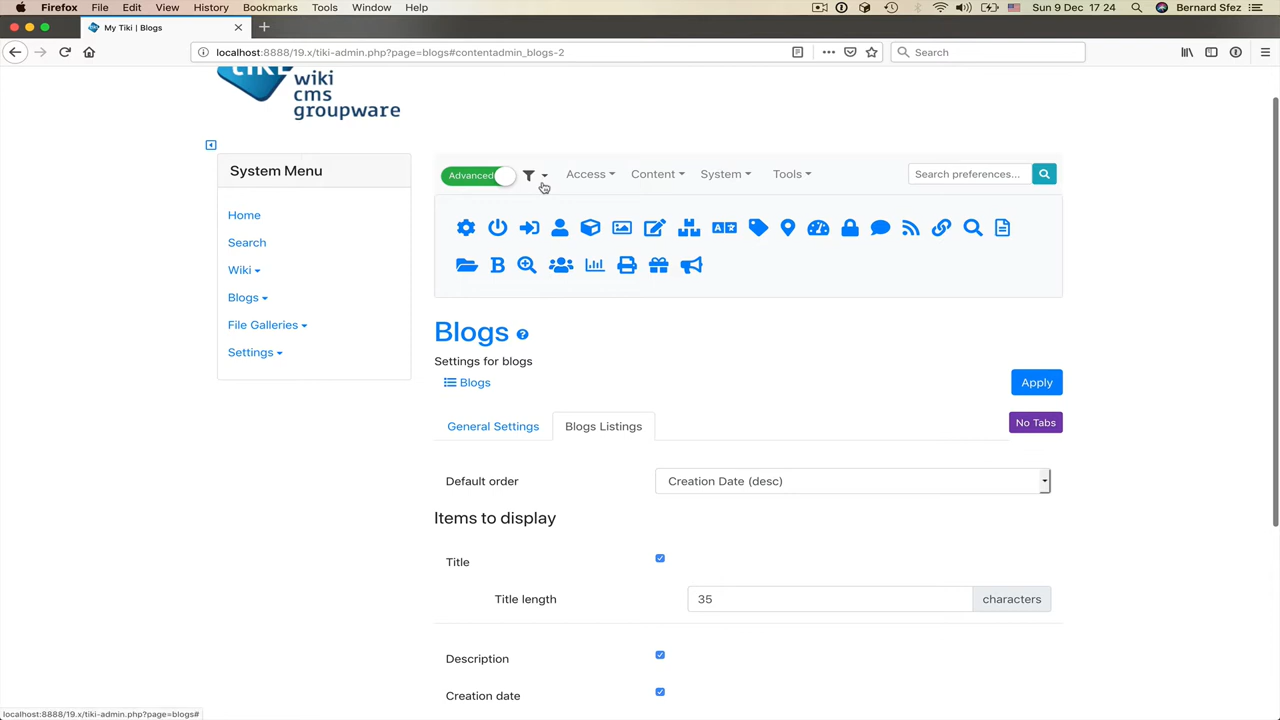 Firefox File Edit View History Bookmarks Tools Window Help Sun 9 Dec 17 24 Bernard Sfez
My Tiki | Blogs
localhost:8888/19.x/tiki-admin.php?page=blogs#contentadmin_blogs-2
Search
wiki
cms
groupware
System Menu
Home
Search
Wiki
Blogs
File Galleries
Settings
Advanced
Access Content System Tools
Search preferences...
Blogs
Settings for blogs
Blogs
Apply
General Settings
Blogs Listings
No Tabs
Default order
Creation Date (desc)
Items to display
Title
Title length
35
characters
Description
Creation date
localhost:8888/19.x/tiki-admin.php?page=blogs#